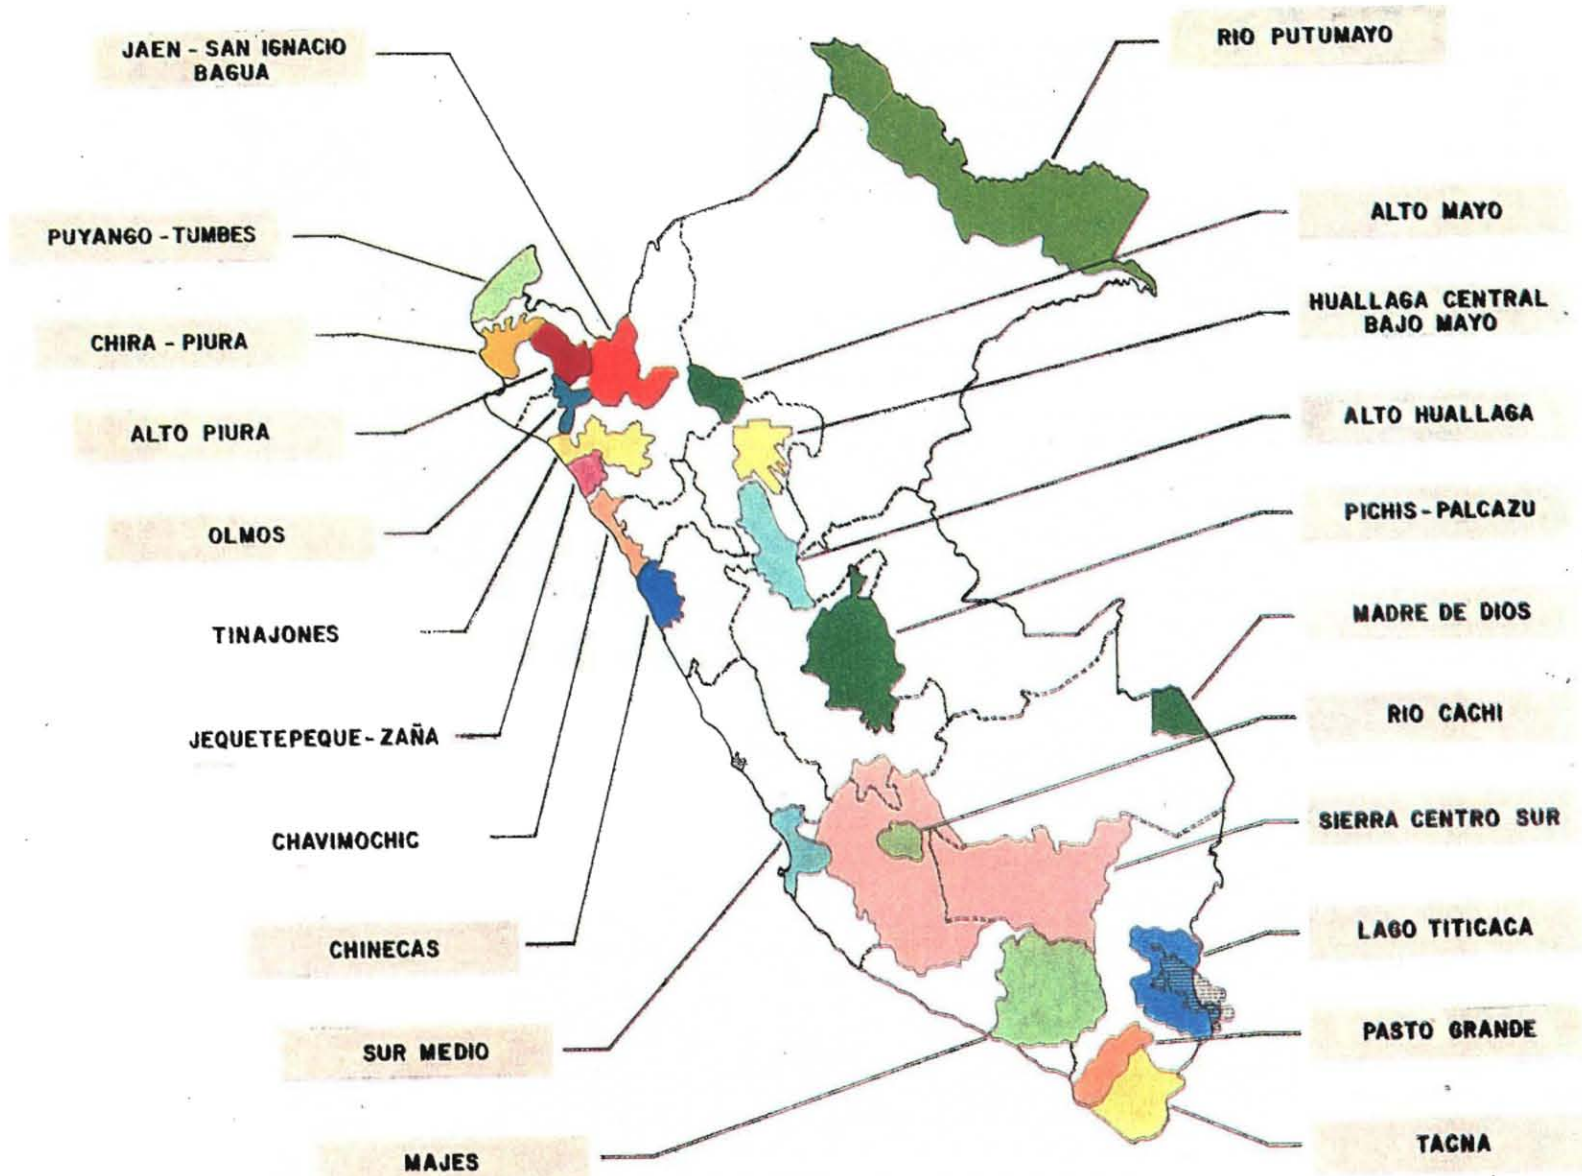 JAEN - SAN IGNACIO
BAGUA
PUYANGO - TUMBES
CHIRA - PIURA
ALTO PIURA
OLMOS
TINAJONES
JEQUETEPEQUE - ZAÑA
CHAVIMOCHIC
CHINECAS
SUR MEDIO
MAJES
RIO PUTUMAYO
ALTO MAYO
HUALLAGA CENTRAL
BAJO MAYO
ALTO HUALLAGA
PICHIS - PALCAZU
MADRE DE DIOS
RIO CACHI
SIERRA CENTRO SUR
LAGO TITICACA
PASTO GRANDE
TACNA